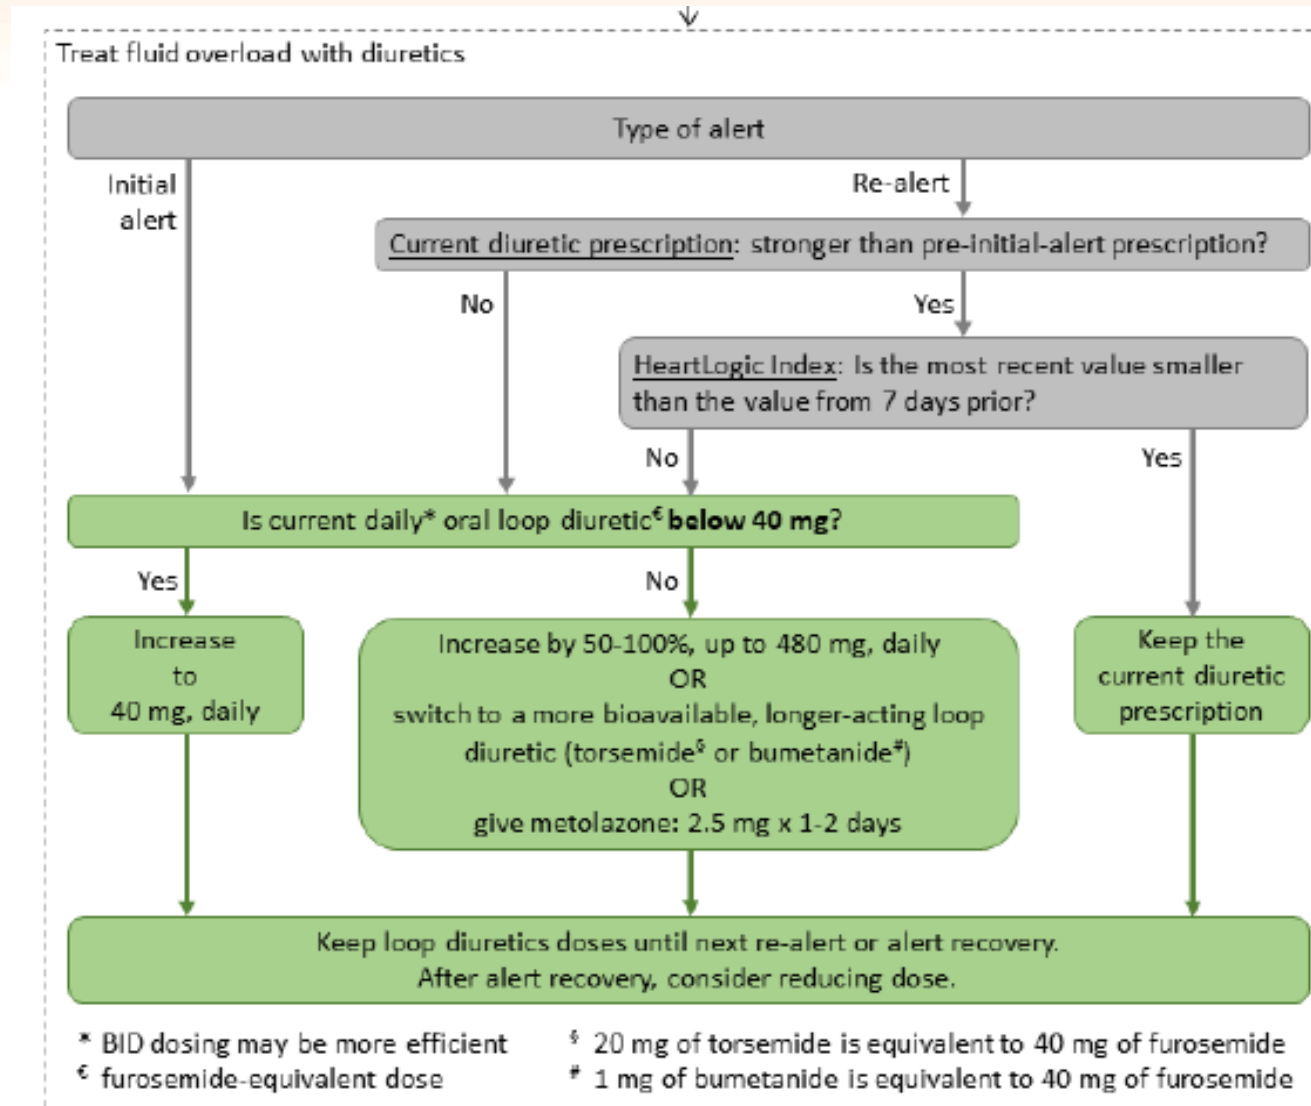 Treat fluid overload with diuretics
Type of alert
Initial
alert
Re-alert
Current diuretic prescription: stronger than pre-initial-alert prescription?
No
Yes
HeartLogic Index: Is the most recent value smaller
than the value from 7 days prior?
No
Yes
Is current daily* oral loop diuretic€ below 40 mg?
Yes
No
Increase
to
40 mg, daily
Increase by 50-100%, up to 480 mg, daily
OR
switch to a more bioavailable, longer-acting loop
diuretic (torsemide§ or bumetanide#)
OR
give metolazone: 2.5 mg x 1-2 days
Keep the
current diuretic
prescription
Keep loop diuretics doses until next re-alert or alert recovery.
After alert recovery, consider reducing dose.
* BID dosing may be more efficient
€ furosemide-equivalent dose
§ 20 mg of torsemide is equivalent to 40 mg of furosemide
# 1 mg of bumetanide is equivalent to 40 mg of furosemide